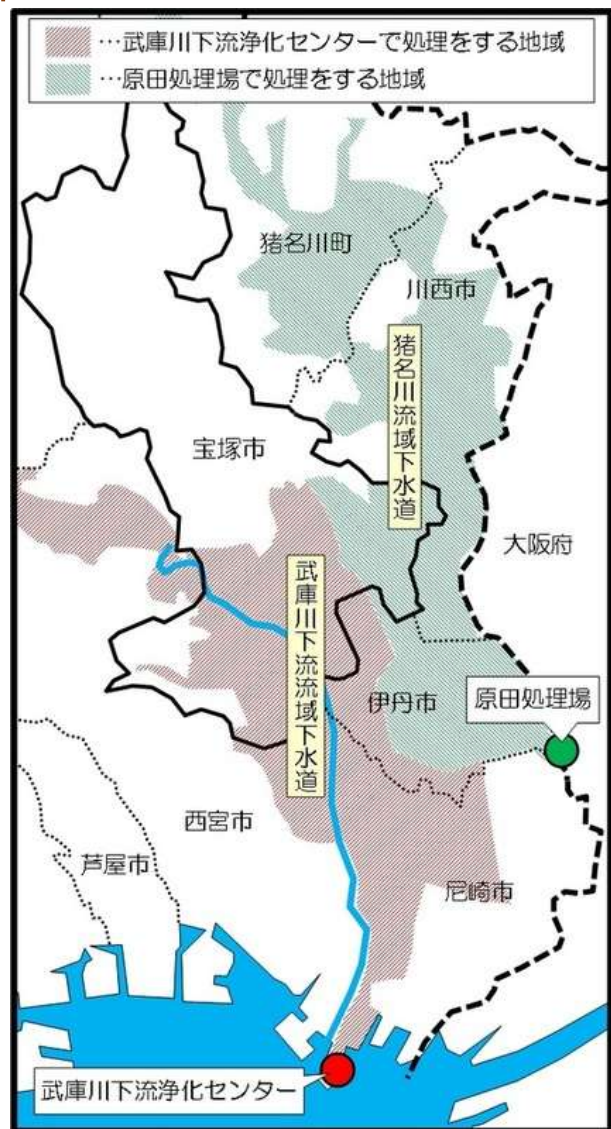 …武庫川下流浄化センターで処理をする地域
…原田処理場で処理をする地域
猪名川町
川西市
猪名川流域下水道
宝塚市
大阪府
武庫川下流流域下水道
伊丹市
原田処理場
西宮市
芦屋市
尼崎市
武庫川下流浄化センター